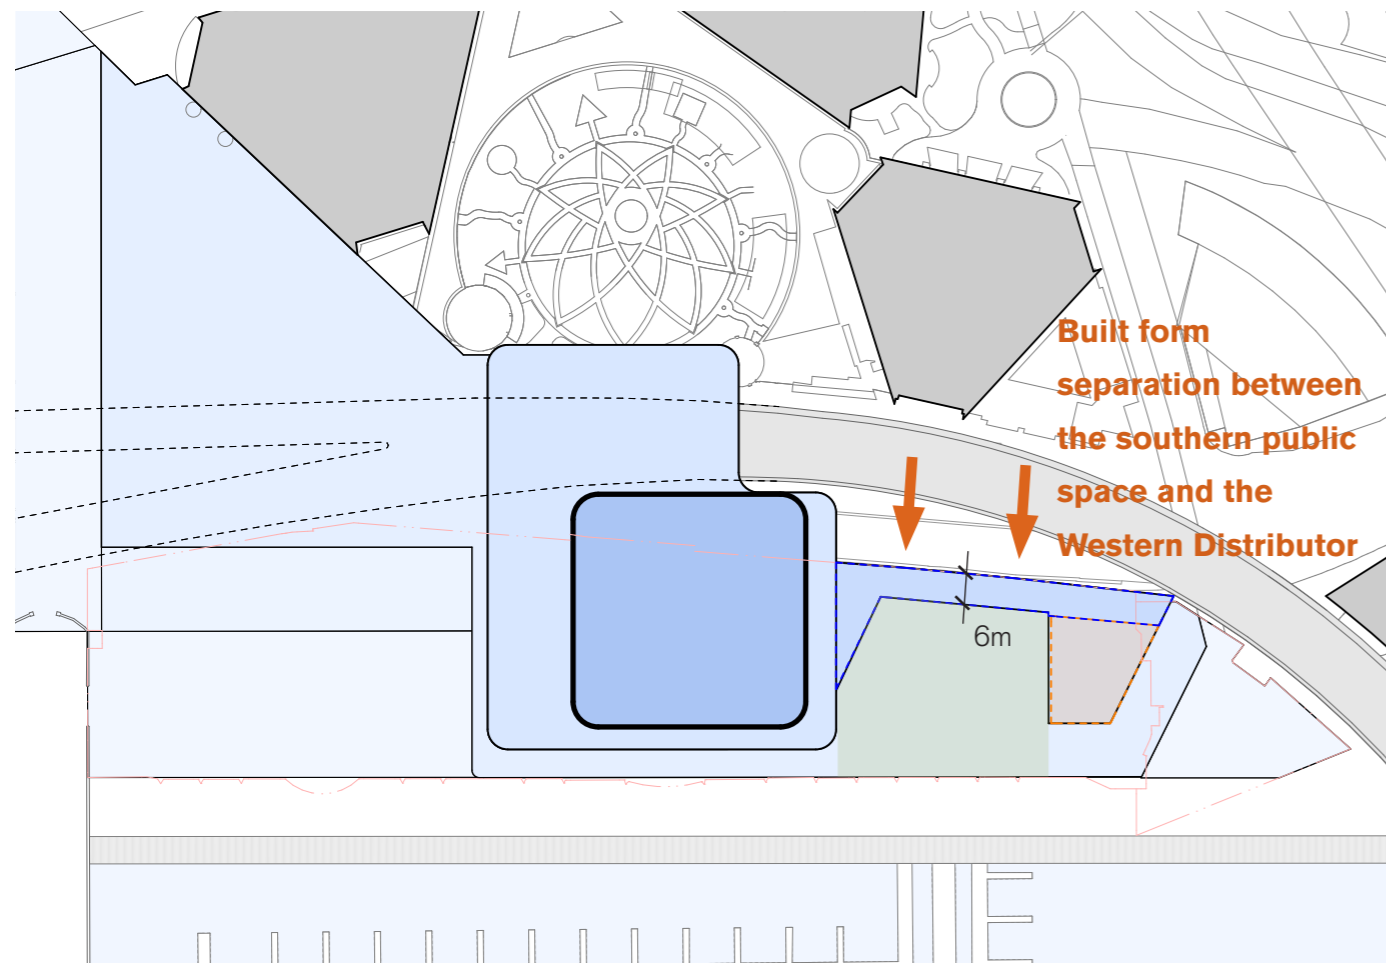 Built form
separation between
the southern public
space and the
Western Distributor
6m